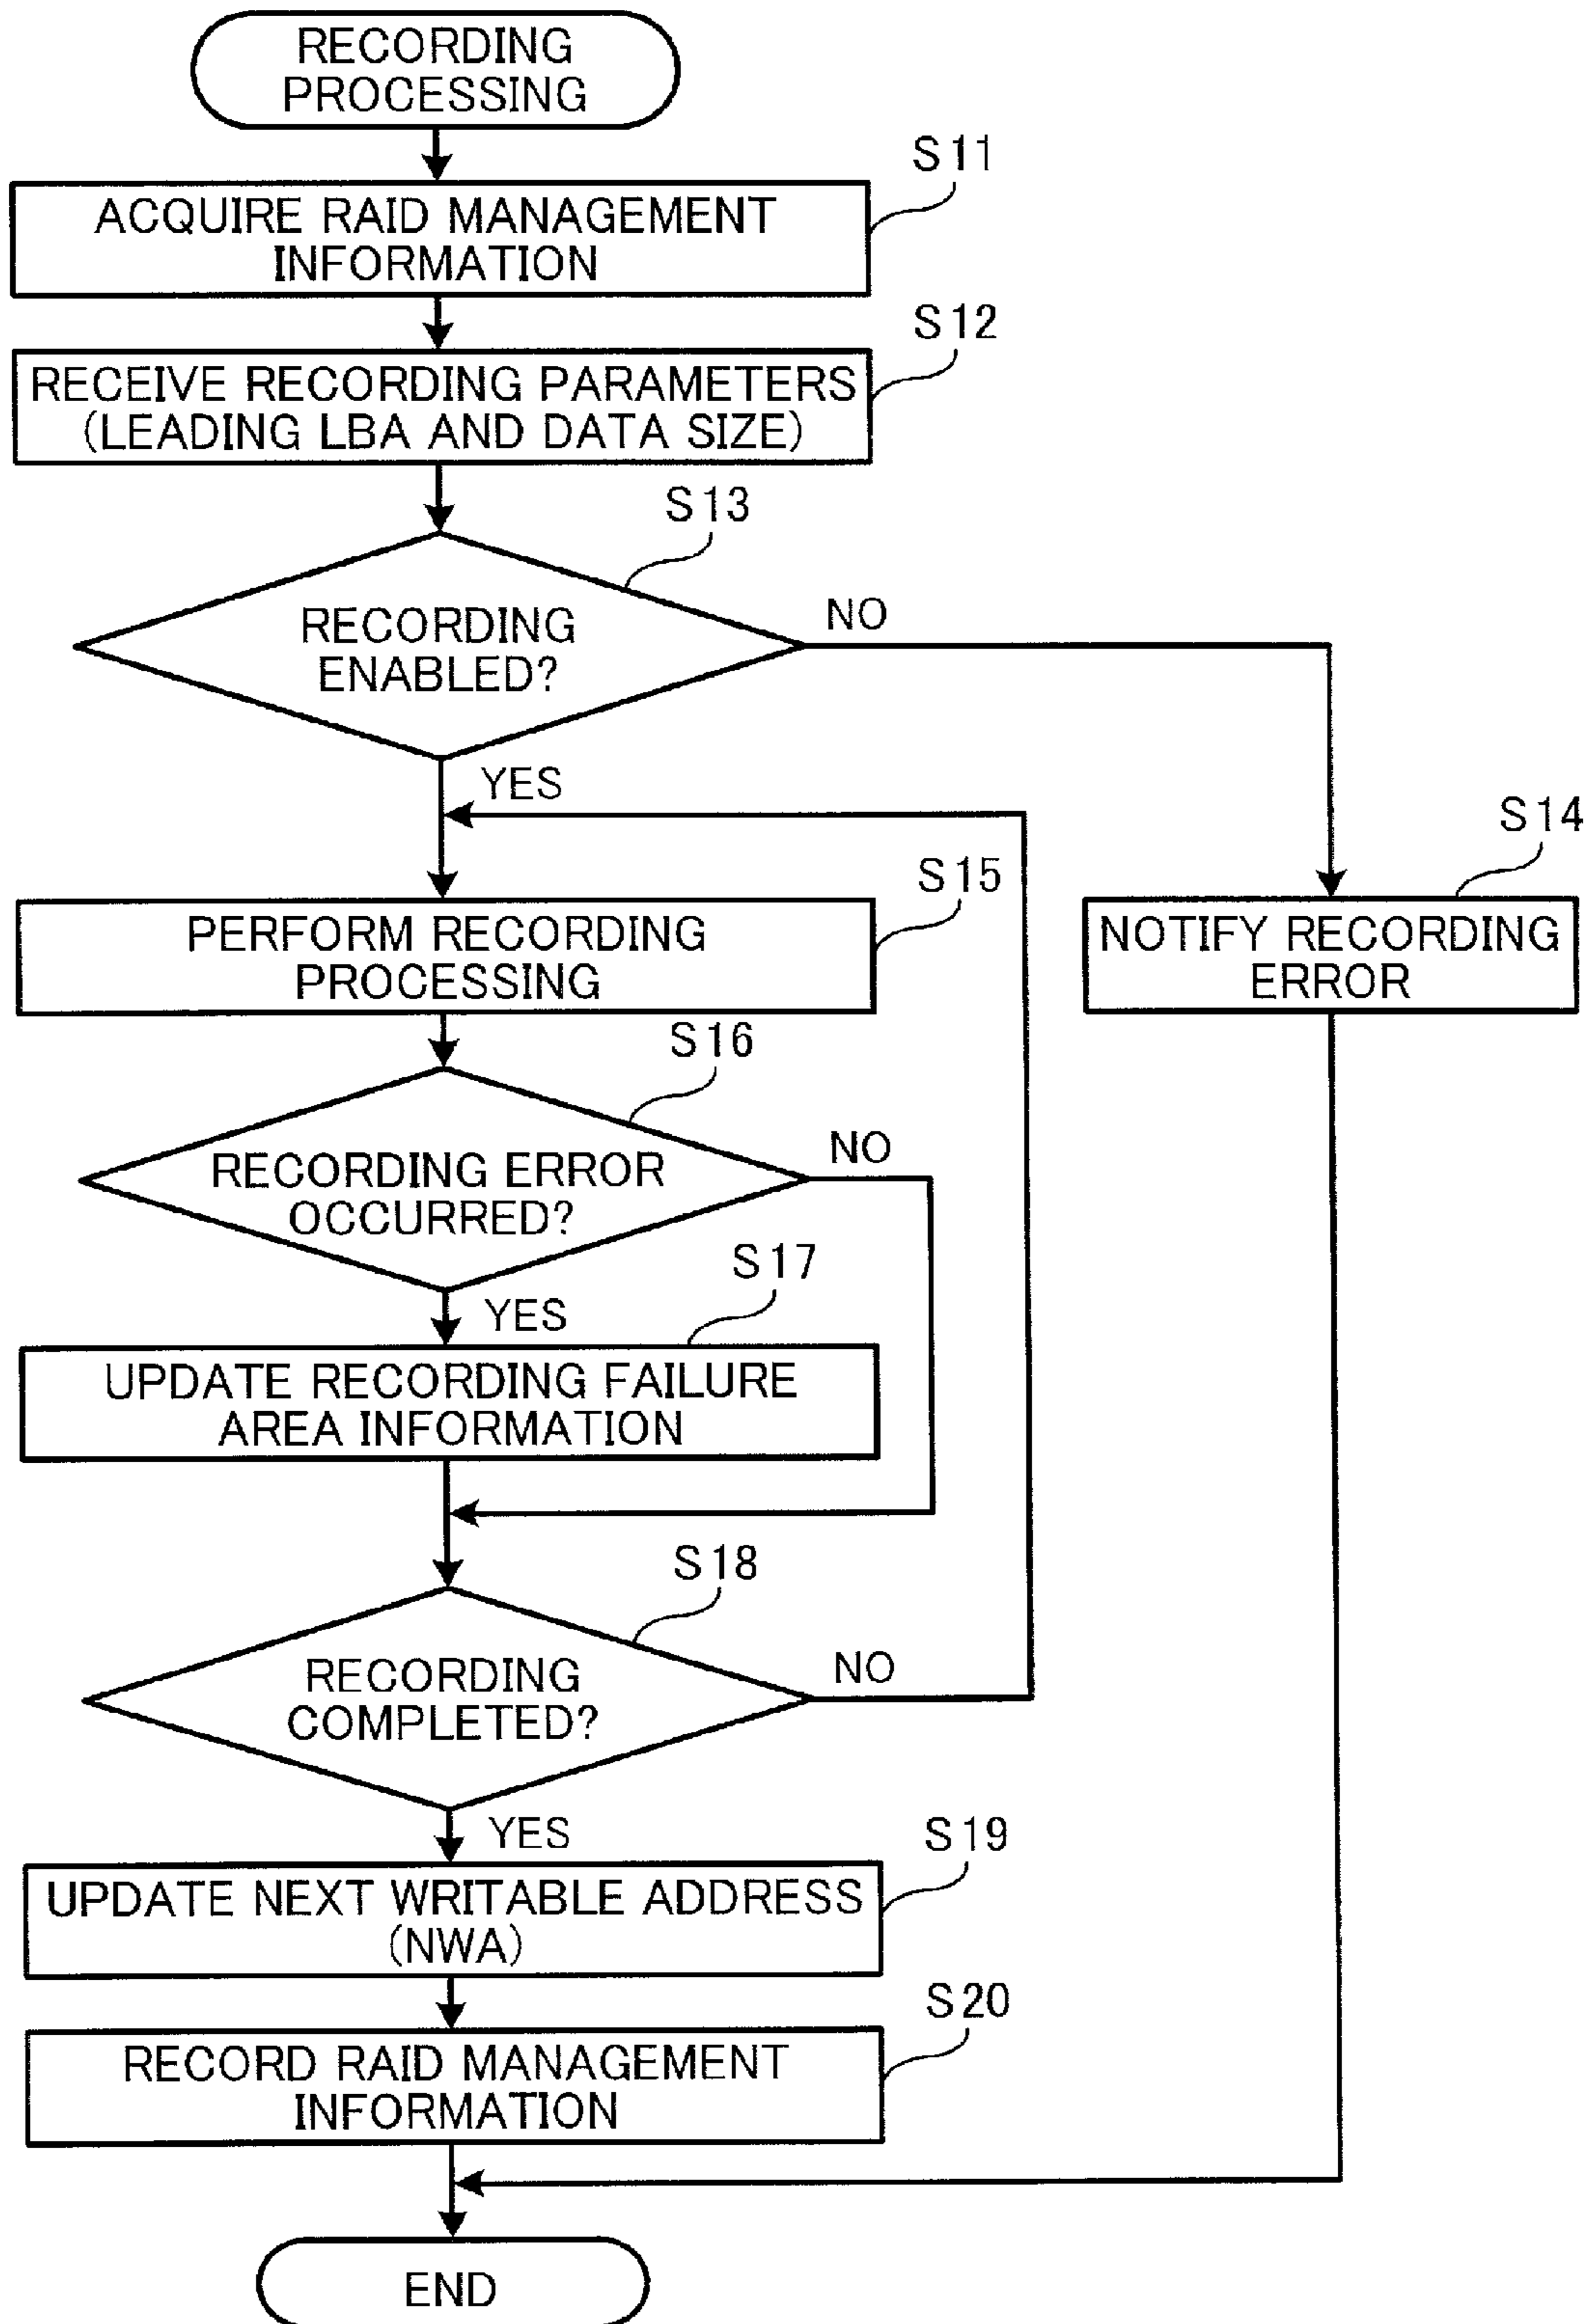 RECORDING
PROCESSING
S11
ACQUIRE RAID MANAGEMENT
INFORMATION
S12
RECEIVE RECORDING PARAMETERS
(LEADING LBA AND DATA SIZE)
S13
RECORDING
ENABLED?
NO
YES
S14
NOTIFY RECORDING
ERROR
S15
PERFORM RECORDING
PROCESSING
S16
RECORDING ERROR
OCCURRED?
NO
YES
S17
UPDATE RECORDING FAILURE
AREA INFORMATION
S18
RECORDING
COMPLETED?
NO
YES
S19
UPDATE NEXT WRITABLE ADDRESS
(NWA)
S20
RECORD RAID MANAGEMENT
INFORMATION
END